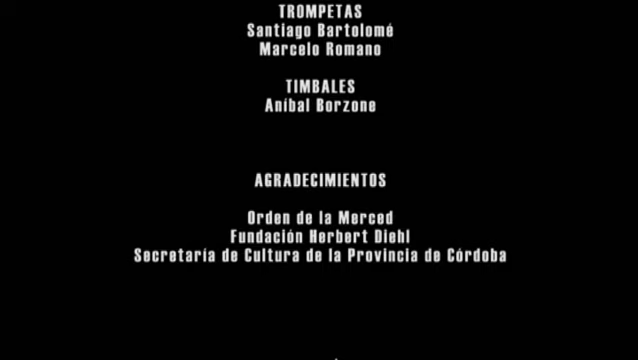 TROMPETAS
Santiago Bartolomé
Marcelo Romano
TIMBALES
Aníbal Borzone
AGRADECIMIENTOS
Orden de la Merced
Fundación Herbert Diehl
Secretaría de Cultura de la Provincia de Córdoba